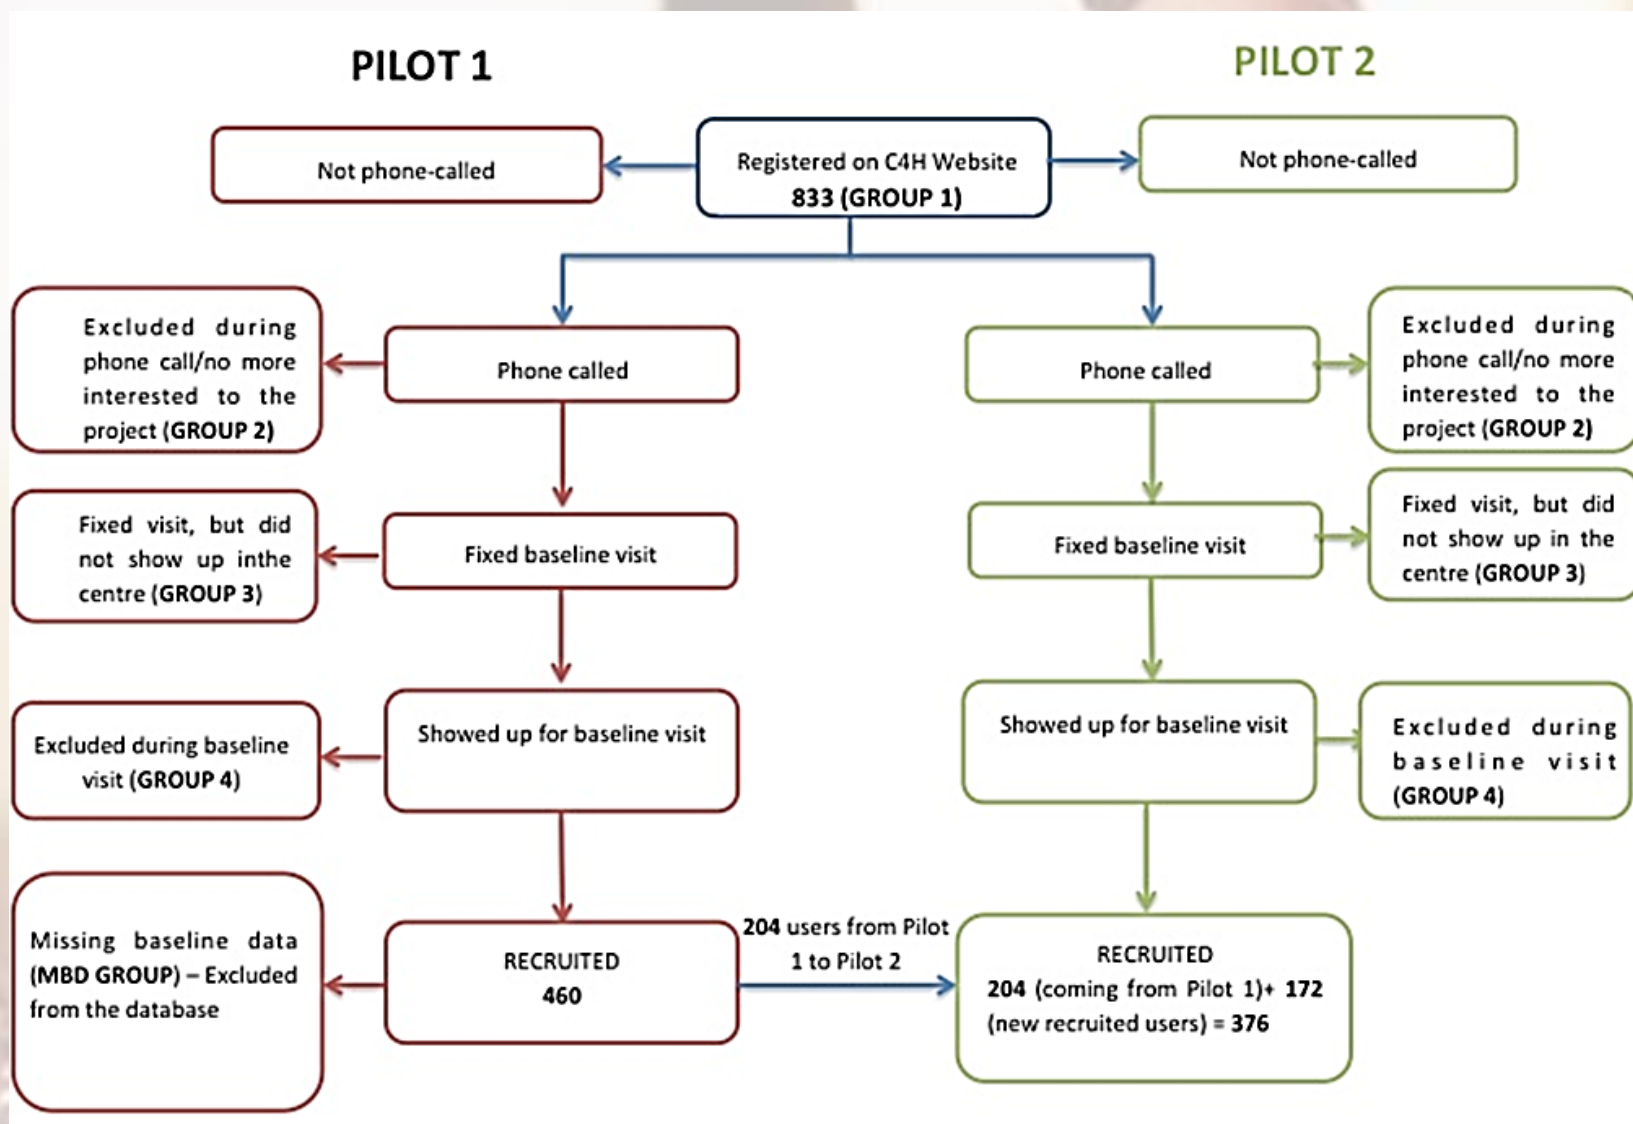 PILOT 1
PILOT 2
Not phone-called
Registered on C4H Website
833 (GROUP 1)
Not phone-called
Excluded during
phone call/no more
interested to the
project (GROUP 2)
Phone called
Phone called
Excluded during
phone call/no more
interested to the
project (GROUP 2)
Fixed visit, but did
not show up inthe
centre (GROUP 3)
Fixed baseline visit
Fixed baseline visit
Fixed visit, but did
not show up in the
centre (GROUP 3)
Excluded during baseline
visit (GROUP 4)
Showed up for baseline visit
Showed up for baseline visit
Excluded during
baseline visit
(GROUP 4)
Missing baseline data
(MBD GROUP) – Excluded
from the database
RECRUITED
460
204 users from Pilot
1 to Pilot 2
RECRUITED
204 (coming from Pilot 1)+ 172
(new recruited users) = 376